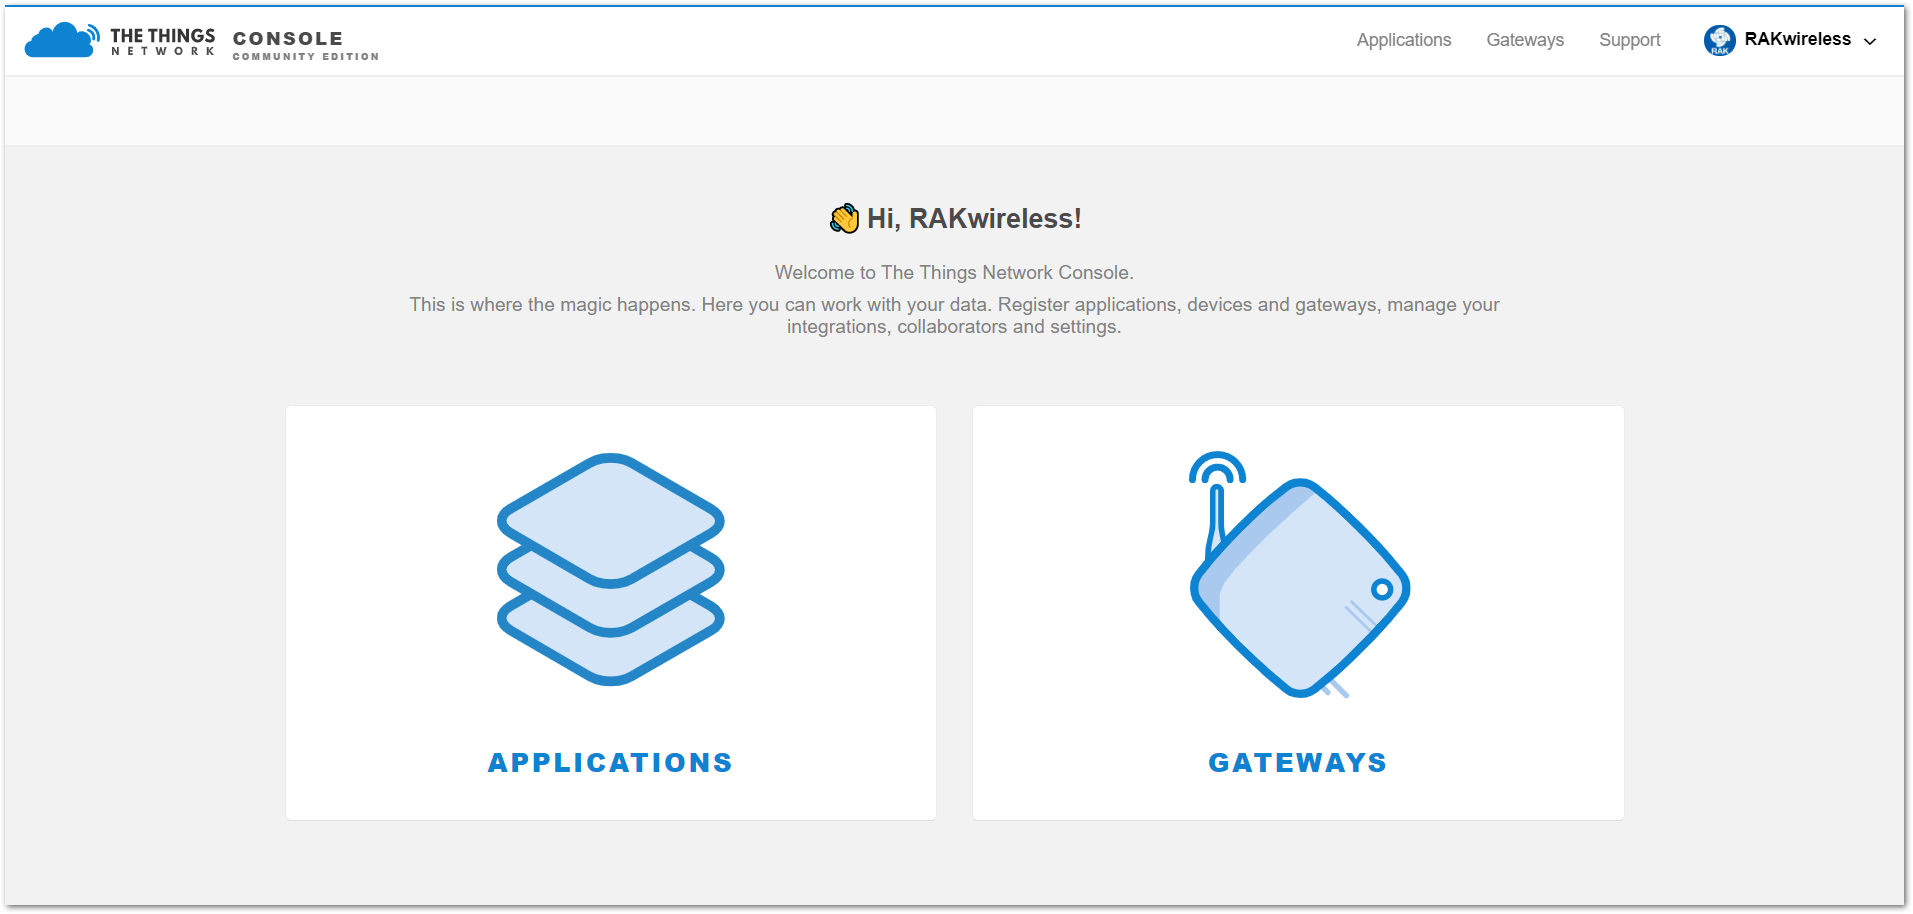 THE THINGS
NETWORK
CONSOLE
COMMUNITY EDITION
Applications
Gateways
Support
RAK
RAKwireless
Hi, RAKwireless!
Welcome to The Things Network Console.
This is where the magic happens. Here you can work with your data. Register applications, devices and gateways, manage your
integrations, collaborators and settings.
APPLICATIONS
GATEWAYS